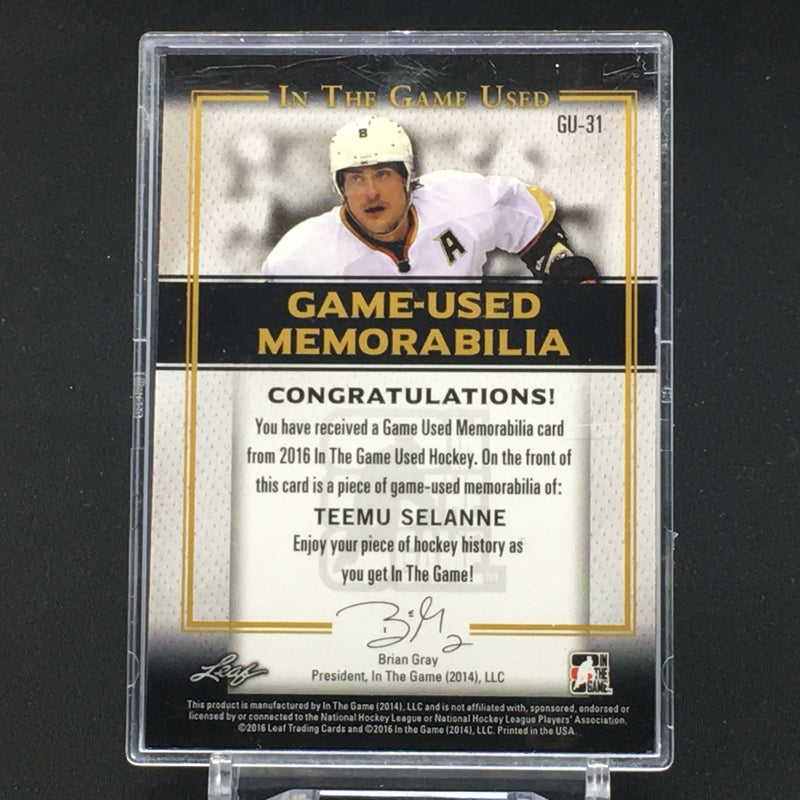 IN THE GAME USED
GU-31
8
A
GAME-USED
MEMORABILIA
CONGRATULATIONS!
You have received a Game Used Memorabilia card
from 2016 In The Game Used Hockey. On the front of
this card is a piece of game-used memorabilia of:
TEEMU SELANNE
Enjoy your piece of hockey history as
you get In The Game!
Brian Gray
President, In The Game (2014), LLC
Leaf
IN
THE
GAME
This product is manufactured by In The Game (2014), LLC and is not affiliated with, sponsored, endorsed or
licensed by or connected to the National Hockey League or National Hockey League Players' Association.
©2016 Leaf Trading Cards and ©2016 In the Game (2014), LLC. Printed in the USA.